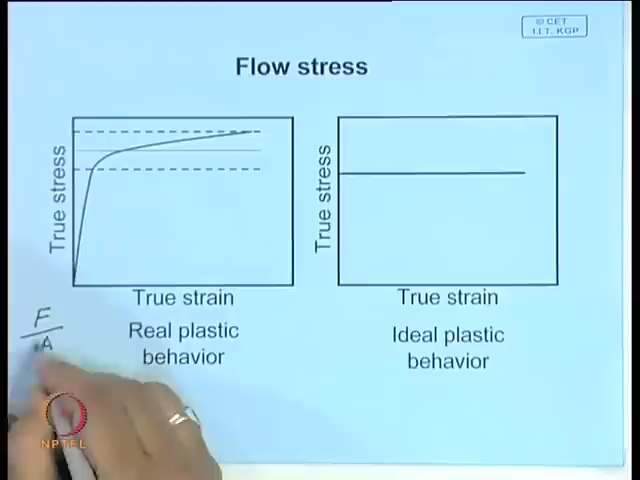 © CET
I.I.T. KGP
Flow stress
True stress
True strain
Real plastic
behavior
True stress
True strain
Ideal plastic
behavior
F
A
NPTEL